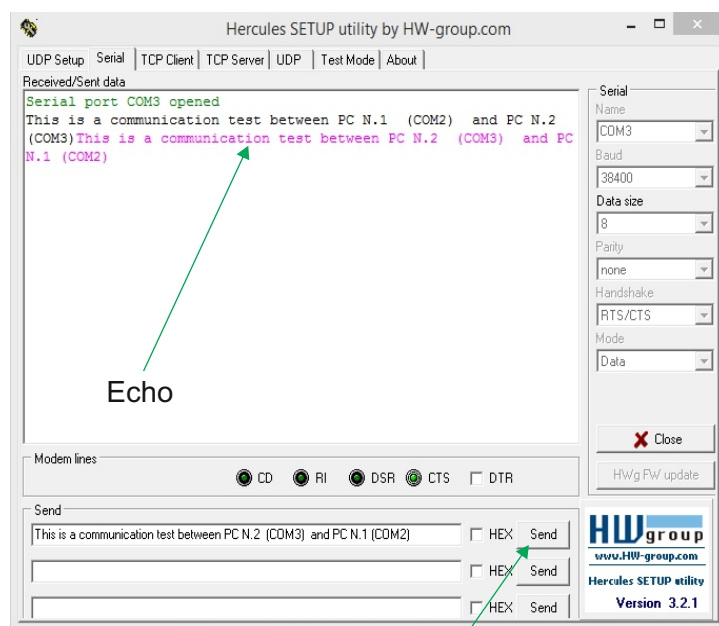 Hercules SETUP utility by HW-group.com
UDP Setup Serial TCP Client TCP Server UDP Test Mode About
Received/Sent data
Serial port COM3 opened
This is a communication test between PC N.1 (COM2) and PC N.2
(COM3)This is a communication test between PC N.2 (COM3) and PC
N.1 (COM2)
Echo
Serial
Name
COM3
Baud
38400
Data size
8
Parity
none
Handshake
RTS/CTS
Mode
Data
Close
HWg FW update
Modem lines
CD RI DSR CTS DTR
Send
This is a communication test between PC N.2 (COM3) and PC N.1 (COM2) HEX Send
HEX Send
HEX Send
HWgroup
www.HW-group.com
Hercules SETUP utility
Version 3.2.1